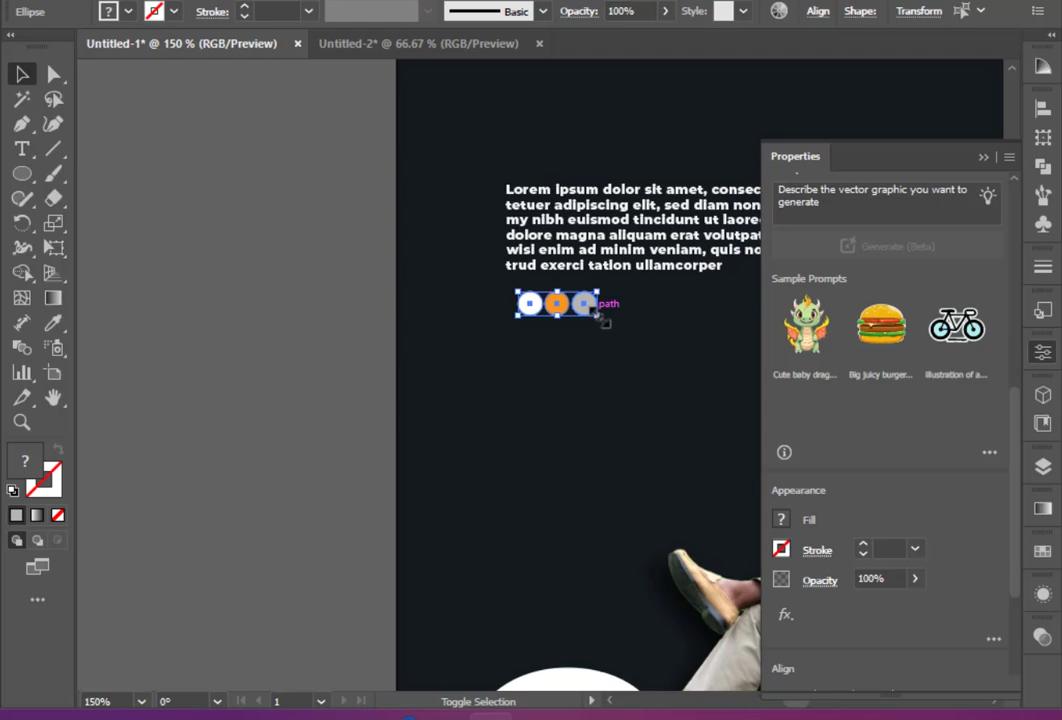 Ellipse
?
Stroke:
Basic
Opacity: 100%
Style:
Align
Shape:
Transform
Untitled-1* @ 150 % (RGB/Preview) ×
Untitled-2* @ 66.67 % (RGB/Preview) ×
Properties
Describe the vector graphic you want to
generate
Generate (Beta)
Sample Prompts
Cute baby drag...
Big juicy burger...
Illustration of a...
Lorem ipsum dolor sit amet, consec
tetuer adipiscing elit, sed diam non
my nibh euismod tincidunt ut laore
dolore magna aliquam erat volutpat
wisi enim ad minim veniam, quis no
trud exerci tation ullamcorper
path
?
Appearance
? Fill
Stroke
Opacity 100%
fx.
Align
150%
0°
1
Toggle Selection